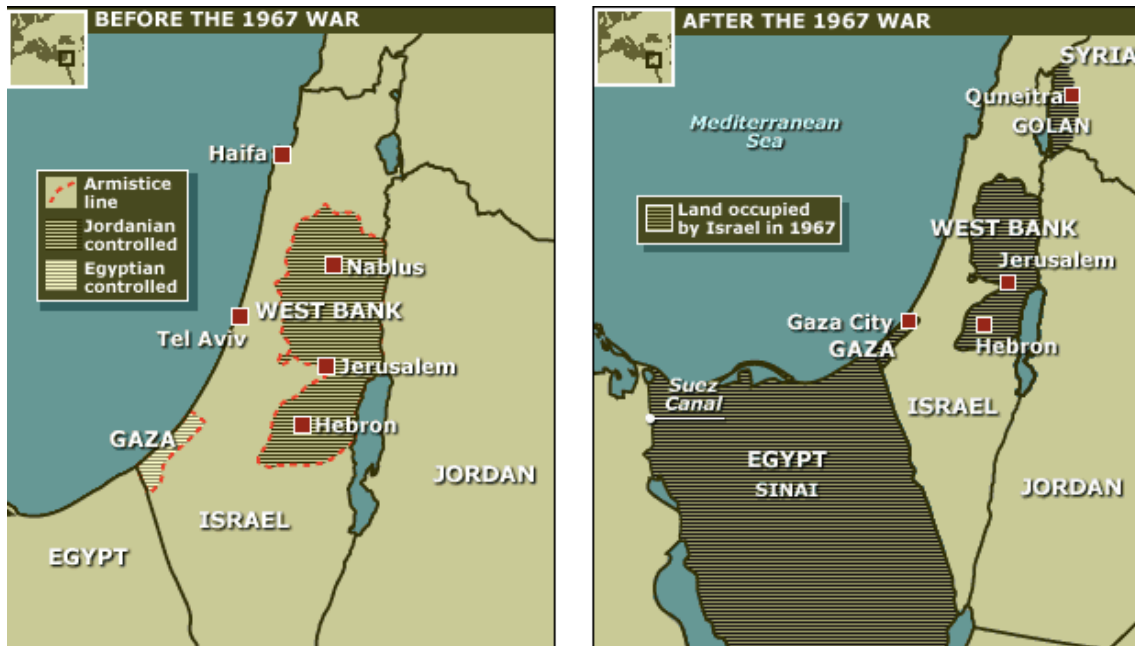 BEFORE THE 1967 WAR
Haifa
Armistice
line
Jordanian
controlled
Egyptian
controlled
Nablus
WEST BANK
Tel Aviv
Jerusalem
Hebron
GAZA
JORDAN
ISRAEL
EGYPT
AFTER THE 1967 WAR
SYRIA
Quneitra
GOLAN
Mediterranean
Sea
Land occupied
by Israel in 1967
WEST BANK
Jerusalem
Gaza City
GAZA
Hebron
Suez
Canal
ISRAEL
EGYPT
SINAI
JORDAN